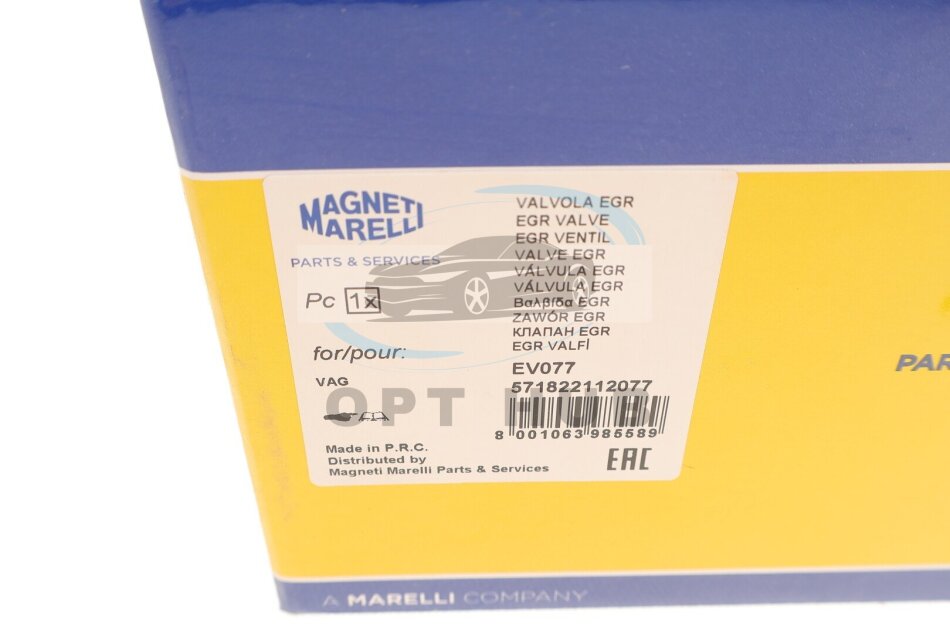 MAGNETI
MARELLI
PARTS & SERVICES
Pc 1x
for/pour:
VAG
VALVOLA EGR
EGR VALVE
EGR VENTIL
VALVE EGR
VÁLVULA EGR
VÁLVULA EGR
Βαλβίδα EGR
ZAWÓR EGR
КЛАПАН EGR
EGR VALFİ
EV077
571822112077
8 001063 985589
OPT HUB
Made in P.R.C.
Distributed by
Magneti Marelli Parts & Services
EAC
PAR
A MARELLI COMPANY